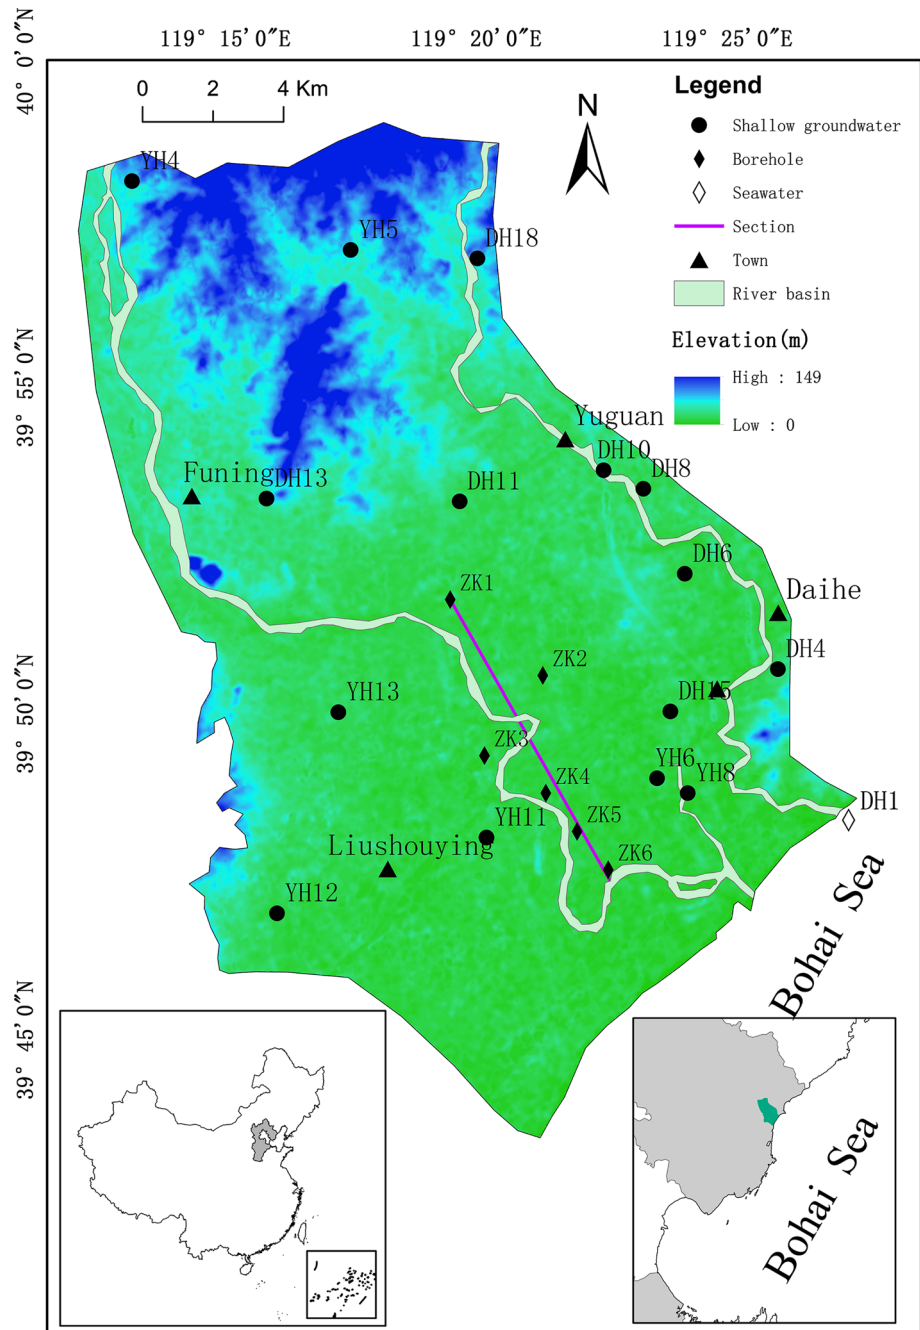 119° 15'0"E
119° 20'0"E
119° 25'0"E
40° 0'0"N
39° 55'0"N
39° 50'0"N
39° 45'0"N
0 2 4 Km
N
Legend
Shallow groundwater
Borehole
Seawater
Section
Town
River basin
Elevation(m)
High : 149
Low : 0
YH4
YH5
DH18
Yuguan
DH10
DH8
Funing
DH13
DH11
DH6
ZK1
Daihe
ZK2
DH4
YH13
DH15
ZK3
YH6
ZK4
YH8
DH1
YH11
ZK5
Liushouying
ZK6
YH12
Bohai Sea
Bohai Sea